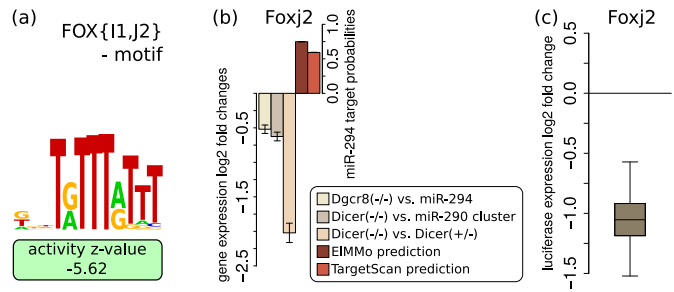 (a)
FOX{I1,J2}
- motif
activity z-value
-5.62
(b)
Foxj2
gene expression log2 fold changes
-0.5
-1.5
-2.5
0.0
0.5
1.0
miR-294 target probabilities
Dgcr8(-/-) vs. miR-294
Dicer(-/-) vs. miR-290 cluster
Dicer(-/-) vs. Dicer(+/-)
ElMMo prediction
TargetScan prediction
(c)
Foxj2
luciferase expression log2 fold change
0.5
0.0
-0.5
-1.0
-1.5